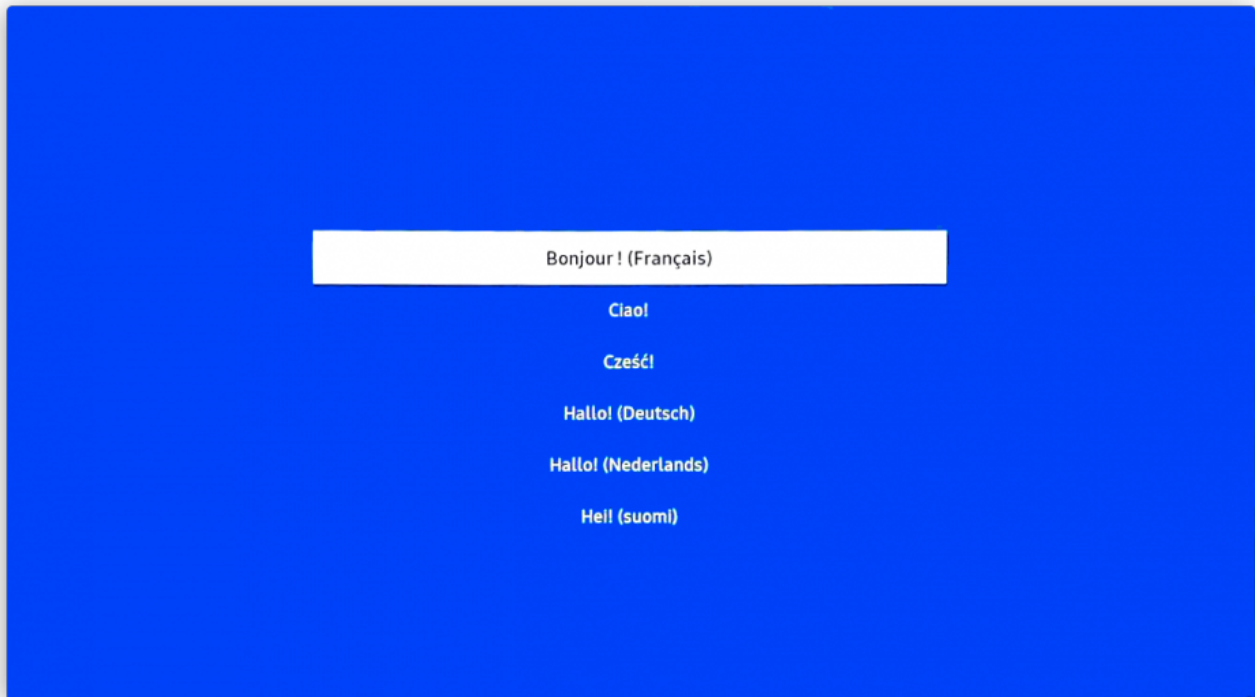 Bonjour ! (Français)
Ciao!
Cześć!
Hallo! (Deutsch)
Hallo! (Nederlands)
Hei! (suomi)